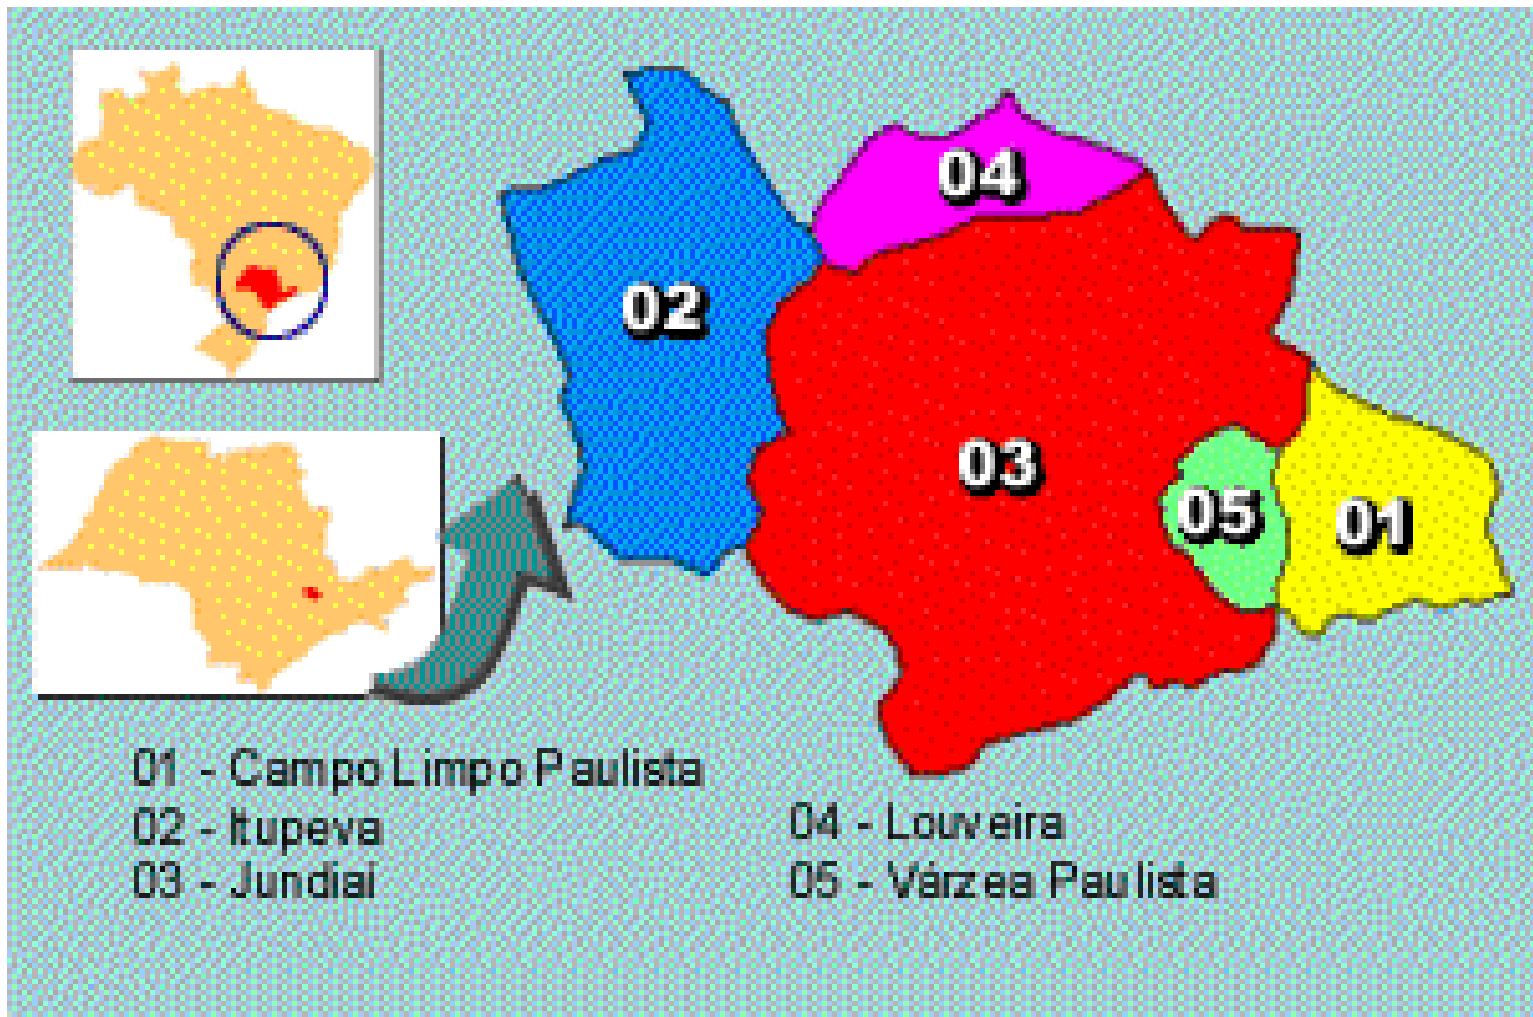 04
02
03
05
01
01 - Campo Limpo Paulista
02 - Itupeva
03 - Jundiaí
04 - Louveira
05 - Várzea Paulista